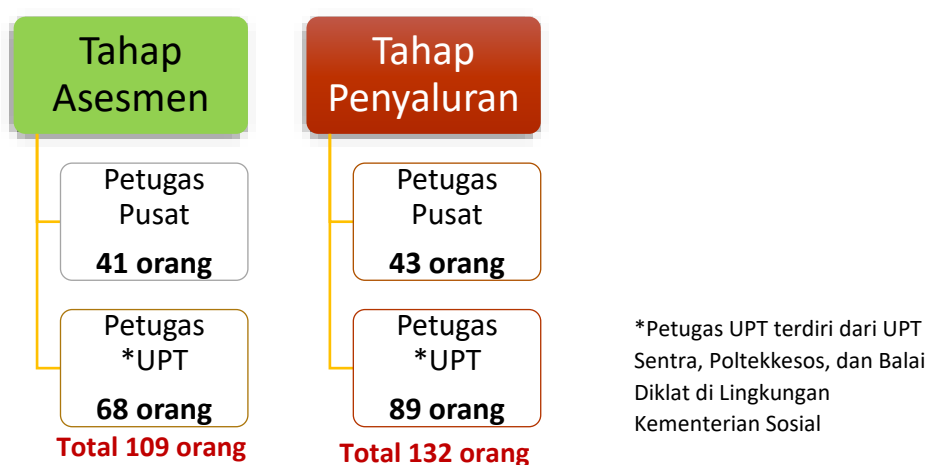 Tahap
Asesmen
Petugas
Pusat
41 orang
Petugas
*UPT
68 orang
Total 109 orang
Tahap
Penyaluran
Petugas
Pusat
43 orang
Petugas
*UPT
89 orang
Total 132 orang
*Petugas UPT terdiri dari UPT
Sentra, Poltekkesos, dan Balai
Diklat di Lingkungan
Kementerian Sosial